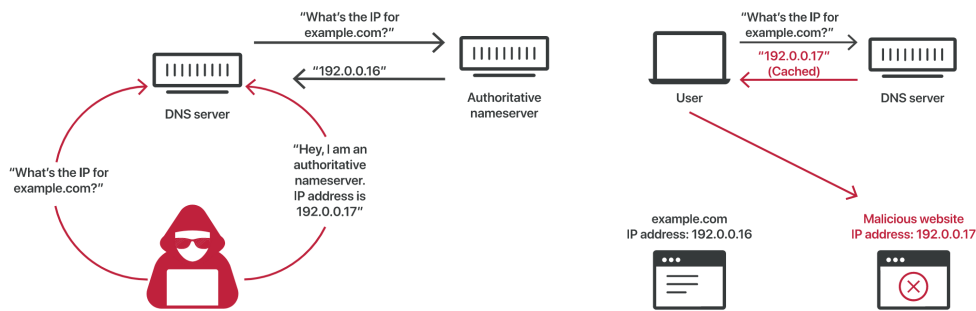 “What’s the IP for
example.com?”
“192.0.0.16”
DNS server
Authoritative
nameserver
“What’s the IP for
example.com?”
“Hey, I am an
authoritative
nameserver.
IP address is
192.0.0.17”
“What’s the IP for
example.com?”
“192.0.0.17”
(Cached)
User
DNS server
example.com
IP address: 192.0.0.16
Malicious website
IP address: 192.0.0.17